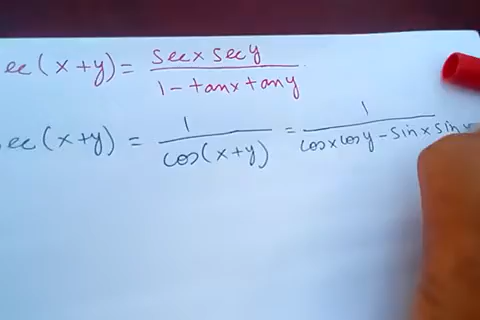 ec(x+y) = secx secy / 1 - tanx tany
ec(x+y) = 1 / cos(x+y) = 1 / cosx cosy - sinx sin